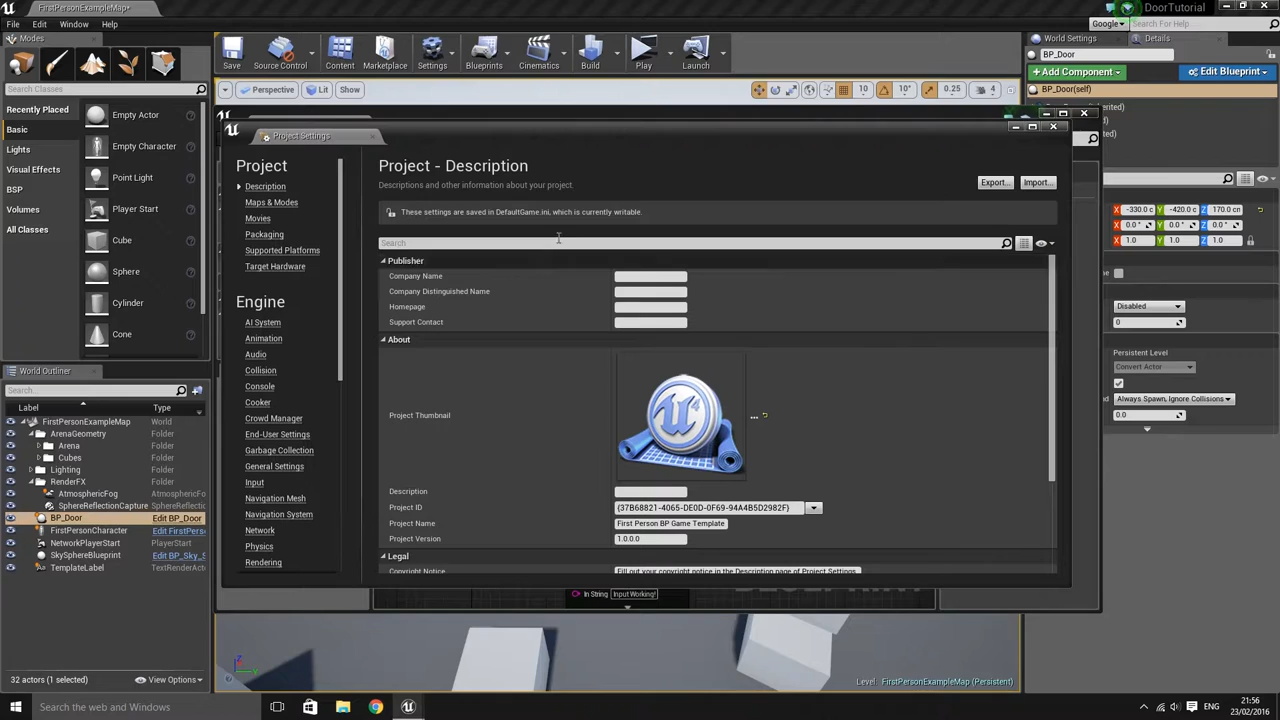 FirstPersonExampleMap*
DoorTutorial
File Edit Window Help
Google
Search For Help
Modes
Search Classes
Recently Placed
Basic
Lights
Visual Effects
BSP
Volumes
All Classes
Empty Actor
Empty Character
Point Light
Player Start
Cube
Sphere
Cylinder
Cone
Save
Source Control
Content
Marketplace
Settings
Blueprints
Cinematics
Build
Play
Launch
Perspective
Lit
Show
10
10°
0.25
4
World Settings
Details
BP_Door
+Add Component
Edit Blueprint
BP_Door(self)
Project Settings
Project
Description
Maps & Modes
Movies
Packaging
Supported Platforms
Target Hardware
Engine
AI System
Animation
Audio
Collision
Console
Cooker
Crowd Manager
End-User Settings
Garbage Collection
General Settings
Input
Navigation Mesh
Navigation System
Network
Physics
Rendering
Project - Description
Descriptions and other information about your project.
Export...
Import...
These settings are saved in DefaultGame.ini, which is currently writable.
Search
Publisher
Company Name
Company Distinguished Name
Homepage
Support Contact
About
Project Thumbnail
Description
Project ID
{37B68821-4065-DE0D-0F69-94A4B5D2982F}
Project Name
First Person BP Game Template
Project Version
1.0.0.0
Legal
Copyright Notice
Fill out your copyright notice in the Description page of Project Settings.
In String
Input Working!
X -330.0 c Y -420.0 c Z 170.0 cn
X 0.0° Y 0.0° Z 0.0°
X 1.0 Y 1.0 Z 1.0
Disabled
0
Persistent Level
Convert Actor
Always Spawn, Ignore Collisions
0.0
World Outliner
Search...
Label
Type
FirstPersonExampleMap World
ArenaGeometry Folder
Arena Folder
Cubes Folder
Lighting Folder
RenderFX Folder
AtmosphericFog AtmosphericF
SphereReflectionCapture SphereReflec
BP_Door Edit BP_Door
FirstPersonCharacter Edit FirstPers
NetworkPlayerStart PlayerStart
SkySphereBlueprint Edit BP_Sky_S
TemplateLabel TextRenderAct
32 actors (1 selected)
View Options
Level: FirstPersonExampleMap (Persistent)
Search the web and Windows
ENG
21:56
23/02/2016